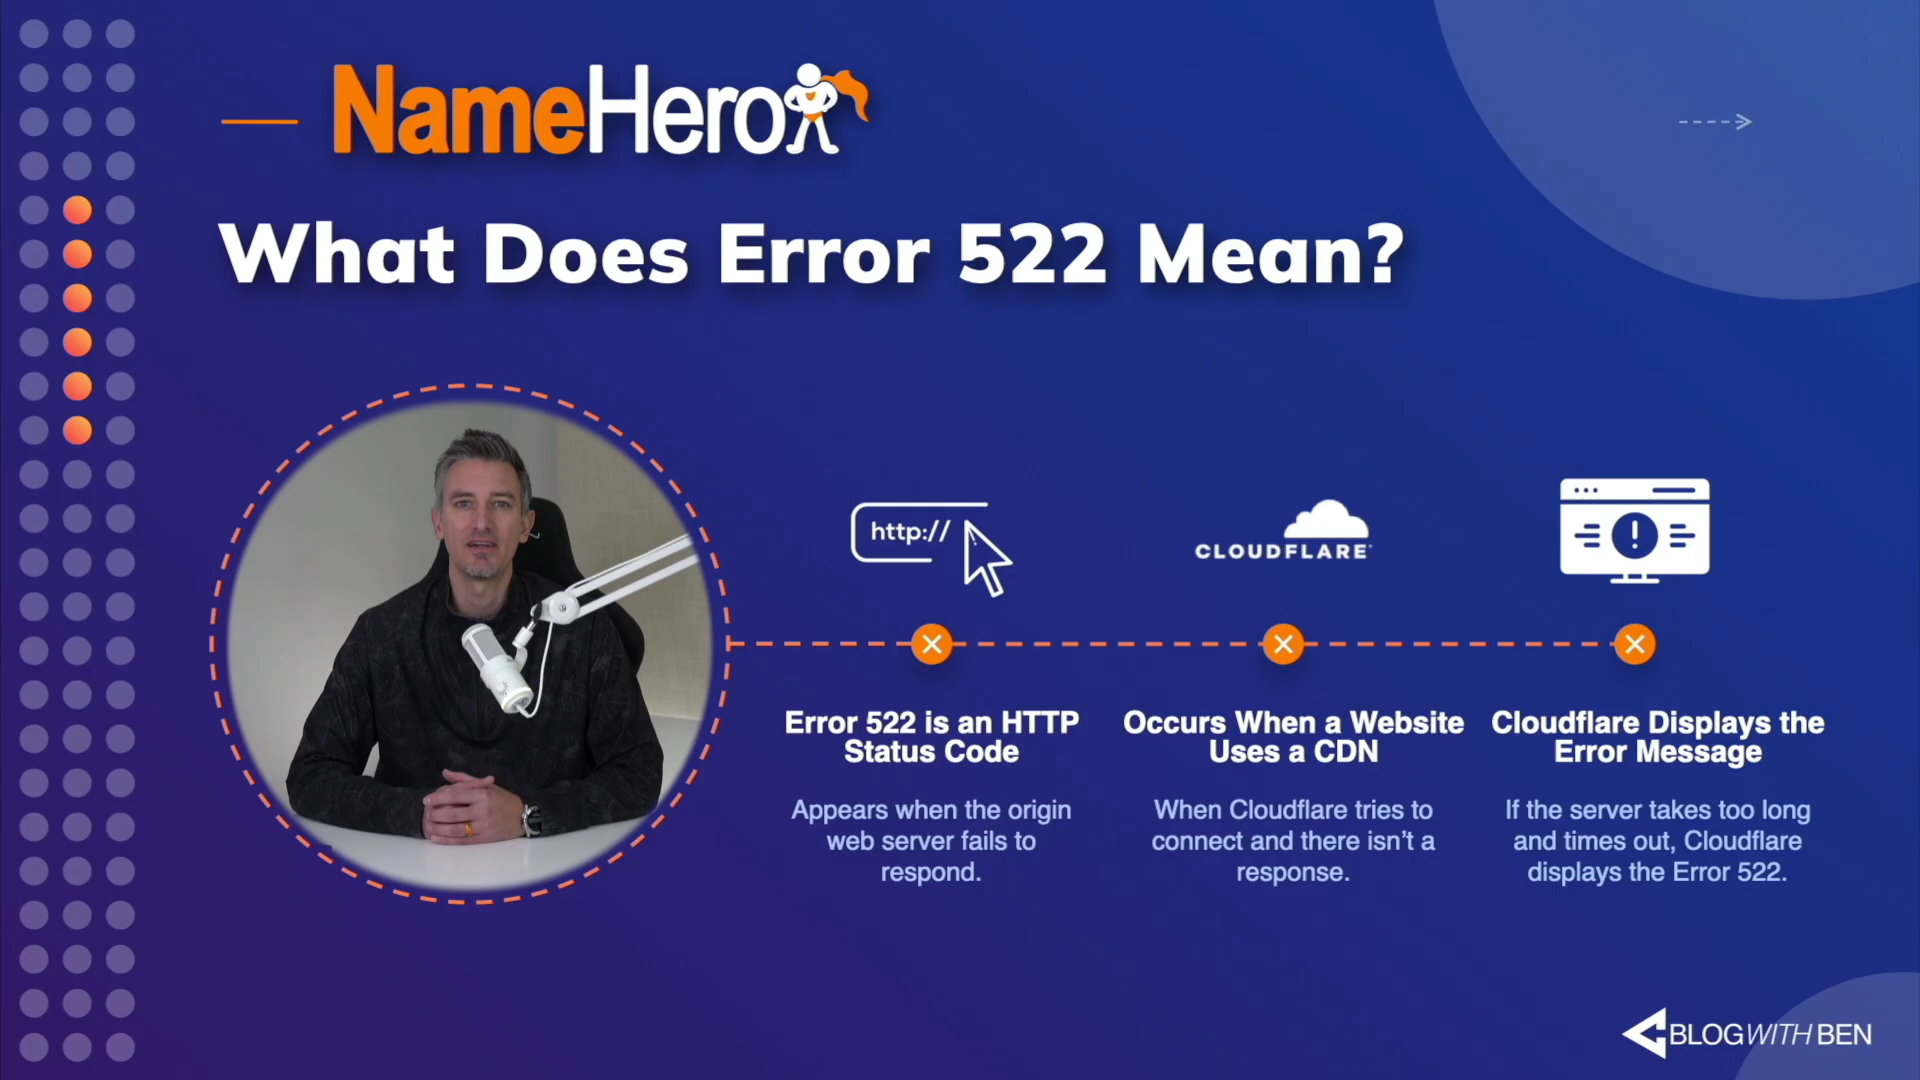 NameHero
What Does Error 522 Mean?
http://
CLOUDFLARE
Error 522 is an HTTP
Status Code
Appears when the origin
web server fails to
respond.
Occurs When a Website
Uses a CDN
When Cloudflare tries to
connect and there isn't a
response.
Cloudflare Displays the
Error Message
If the server takes too long
and times out, Cloudflare
displays the Error 522.
BLOGWITHBEN